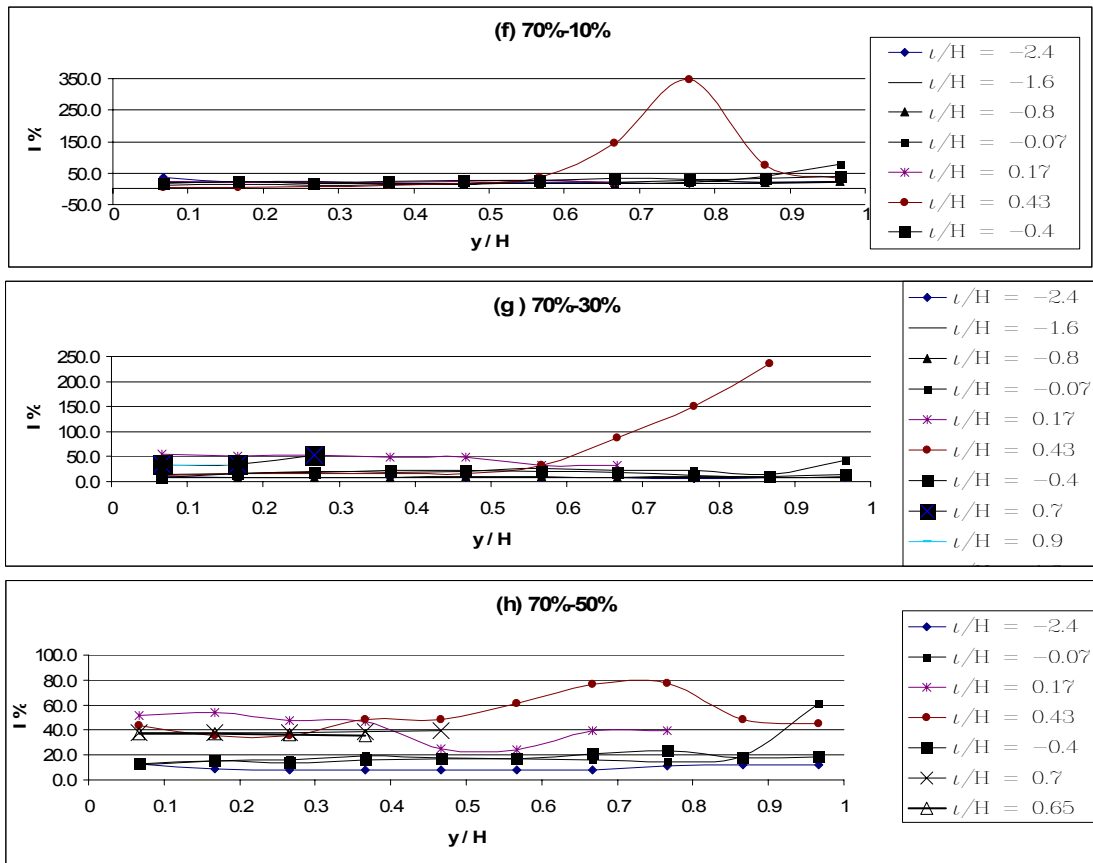 (f) 70%-10%
350.0
250.0
150.0
50.0
-50.0
I %
0 0.1 0.2 0.3 0.4 0.5 0.6 0.7 0.8 0.9 1
y / H
ι/H = −2.4
ι/H = −1.6
ι/H = −0.8
ι/H = −0.07
ι/H = 0.17
ι/H = 0.43
ι/H = −0.4
(g ) 70%-30%
250.0
200.0
150.0
100.0
50.0
0.0
I %
0 0.1 0.2 0.3 0.4 0.5 0.6 0.7 0.8 0.9 1
y / H
ι/H = −2.4
ι/H = −1.6
ι/H = −0.8
ι/H = −0.07
ι/H = 0.17
ι/H = 0.43
ι/H = −0.4
ι/H = 0.7
ι/H = 0.9
(h) 70%-50%
100.0
80.0
60.0
40.0
20.0
0.0
I %
0 0.1 0.2 0.3 0.4 0.5 0.6 0.7 0.8 0.9 1
y / H
ι/H = −2.4
ι/H = −0.07
ι/H = 0.17
ι/H = 0.43
ι/H = −0.4
ι/H = 0.7
ι/H = 0.65